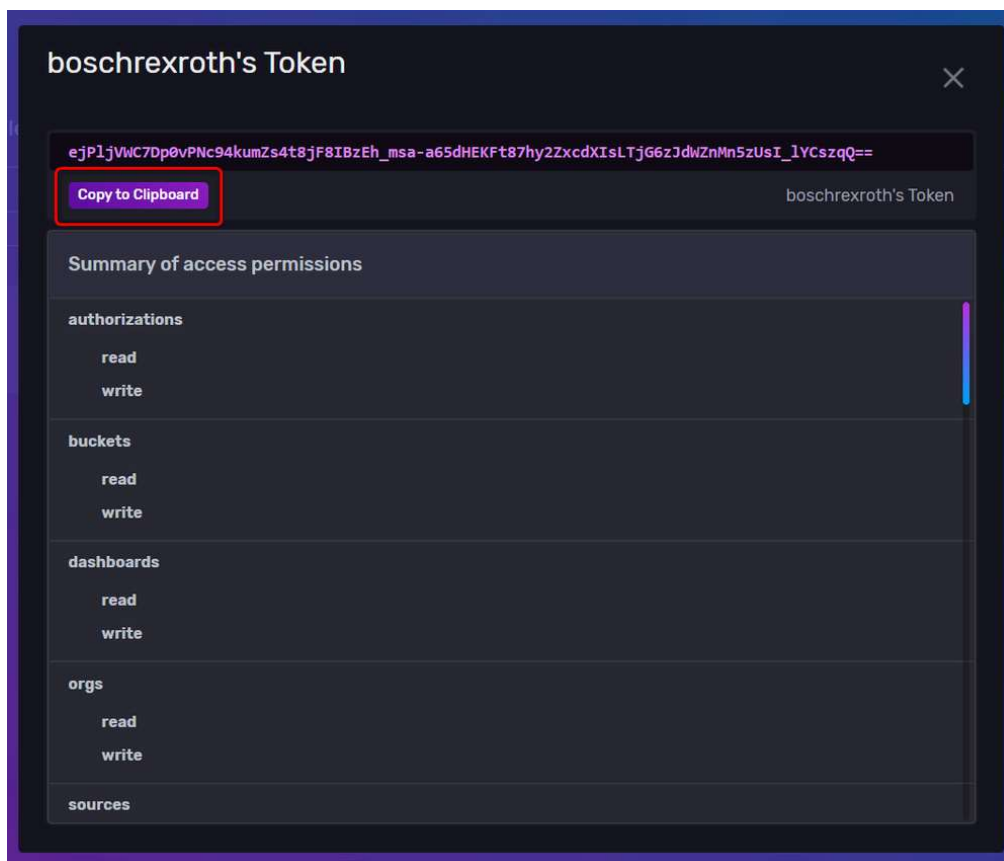 boschrexroth's Token
ejPljVWC7Dp0vPNc94kumZs4t8jF8IBzEh_msa-a65dHEKFt87hy2ZxcdXIsLTjG6zJdWZnMn5zUsI_lYCszqQ==
Copy to Clipboard
boschrexroth's Token
Summary of access permissions
authorizations
read
write
buckets
read
write
dashboards
read
write
orgs
read
write
sources